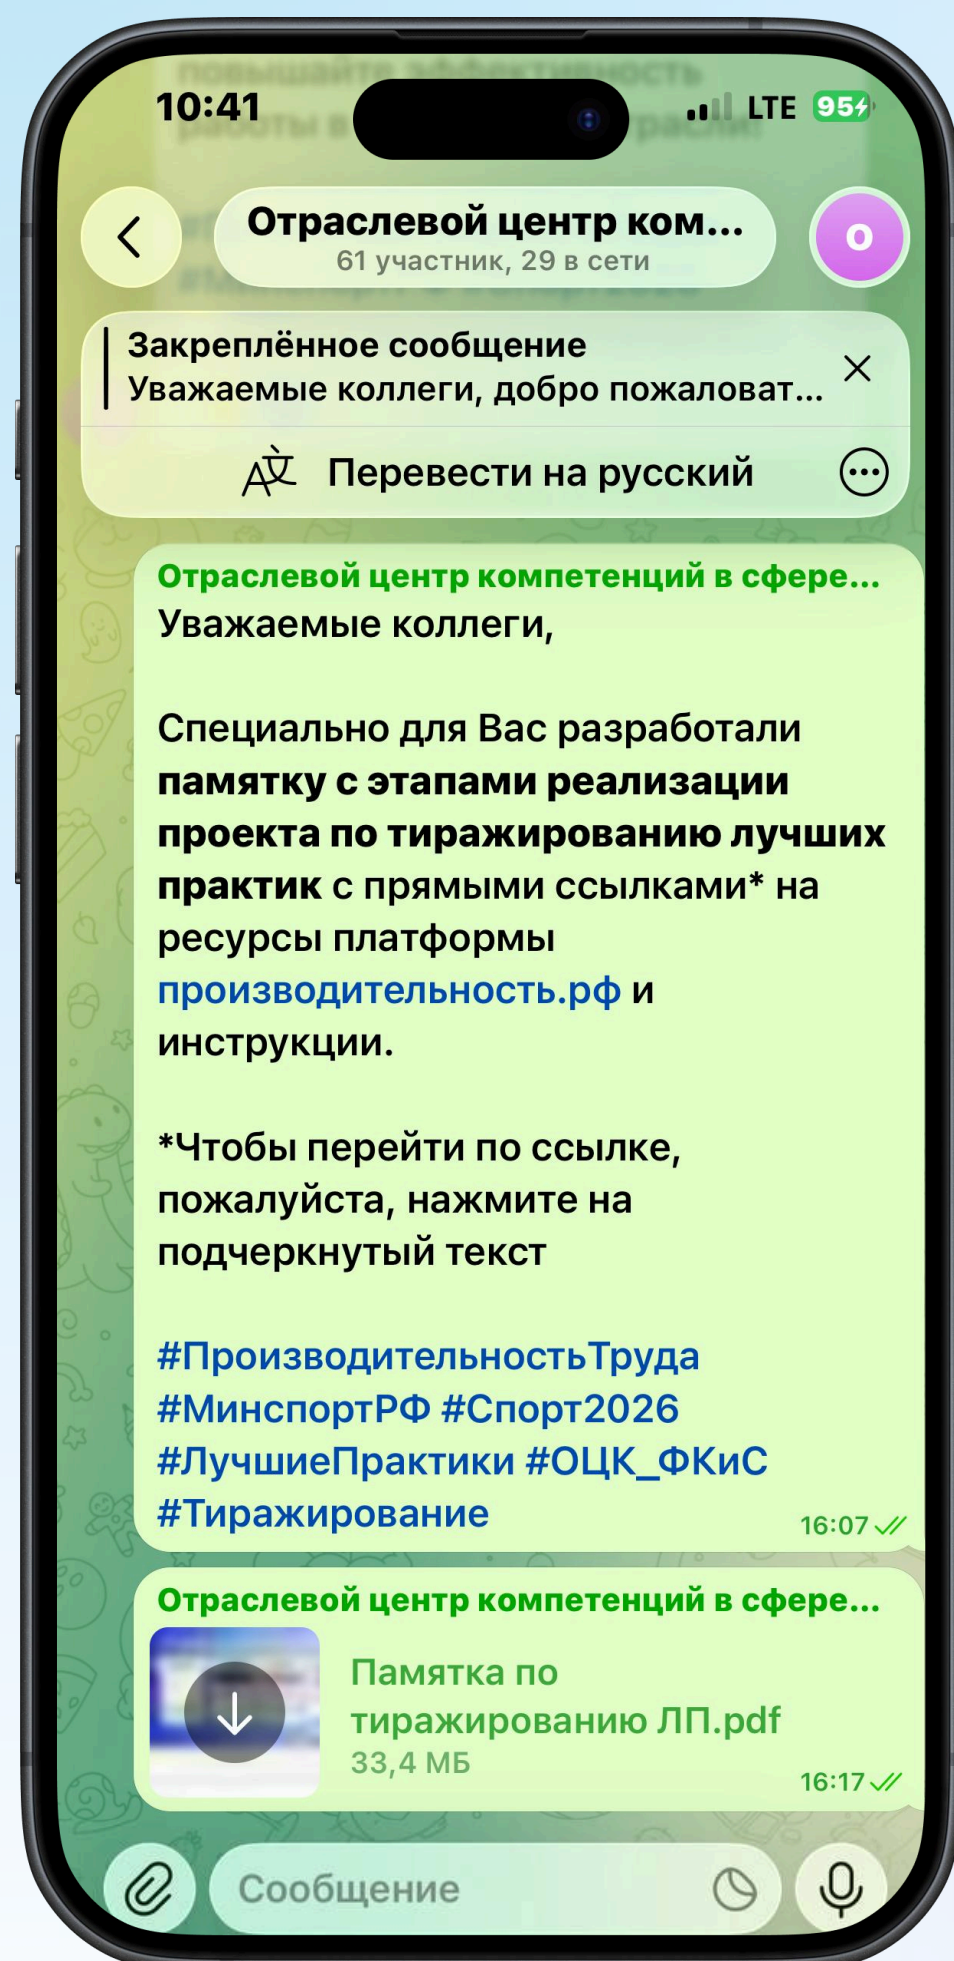 повышайте эффективность
10:41
LTE 95
работы в
Отраслевой центр ком...
61 участник, 29 в сети
О
Закреплённое сообщение
Уважаемые коллеги, добро пожаловат...
Перевести на русский
Отраслевой центр компетенций в сфере...
Уважаемые коллеги,
Специально для Вас разработали
памятку с этапами реализации
проекта по тиражированию лучших
практик с прямыми ссылками* на
ресурсы платформы
производительность.рф и
инструкции.
*Чтобы перейти по ссылке,
пожалуйста, нажмите на
подчеркнутый текст
#ПроизводительностьТруда
#МинспортРФ #Спорт2026
#ЛучшиеПрактики #ОЦК_ФКиС
#Тиражирование
16:07
Отраслевой центр компетенций в сфере...
Памятка по
тиражированию ЛП.pdf
33,4 МБ
16:17
Сообщение